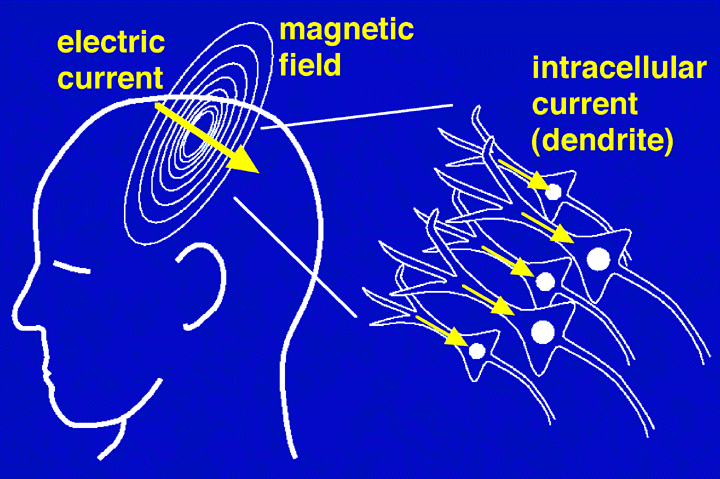 electric
current
magnetic
field
intracellular
current
(dendrite)